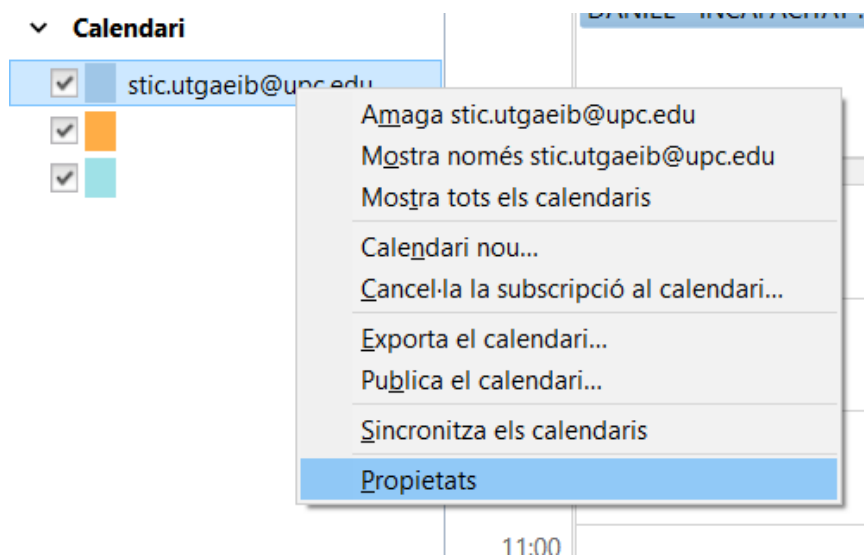 Calendari
stic.utgaeib@upc.edu
Amaga stic.utgaeib@upc.edu
Mostra només stic.utgaeib@upc.edu
Mostra tots els calendaris
Calendari nou...
Cancel·la la subscripció al calendari...
Exporta el calendari...
Publica el calendari...
Sincronitza els calendaris
Propietats
11:00